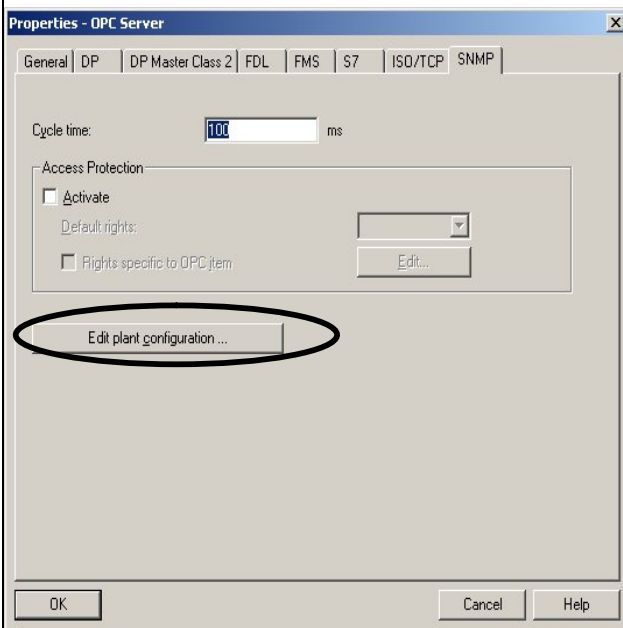 Properties - OPC Server
General DP DP Master Class 2 FDL FMS S7 ISO/TCP SNMP
Cycle time: 100 ms
Access Protection
Activate
Default rights:
Rights specific to OPC item Edit...
Edit plant configuration ...
OK Cancel Help